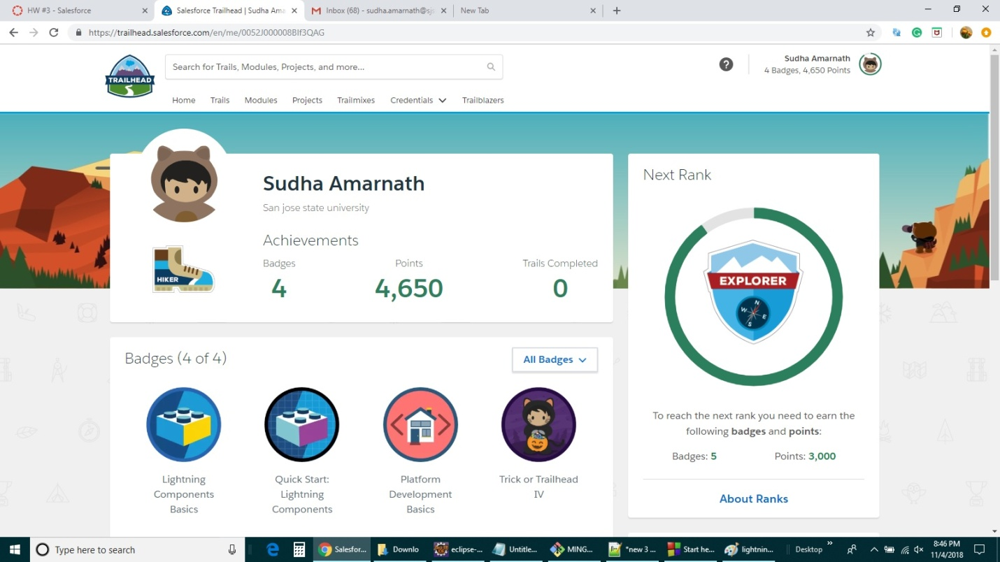 HW #3 - Salesforce
Salesforce Trailhead | Sudha Ama
Inbox (68) - sudha.amarnath@sjs
New Tab
https://trailhead.salesforce.com/en/me/0052J000008BIf3QAG
TRAILHEAD
Search for Trails, Modules, Projects, and more...
?
Sudha Amarnath
4 Badges, 4,650 Points
Home Trails Modules Projects Trailmixes Credentials Trailblazers
Sudha Amarnath
San jose state university
Achievements
Badges Points Trails Completed
4 4,650 0
HIKER
Next Rank
EXPLORER
N
W E
S
To reach the next rank you need to earn the
following badges and points:
Badges: 5 Points: 3,000
About Ranks
Badges (4 of 4)
All Badges
Lightning
Components
Basics
Quick Start:
Lightning
Components
Platform
Development
Basics
Trick or Trailhead
IV
Type here to search
Salesfor...
Downlo
eclipse-...
Untitle...
MING...
*new 3 ...
Start he...
lightnin...
Desktop
8:46 PM
11/4/2018